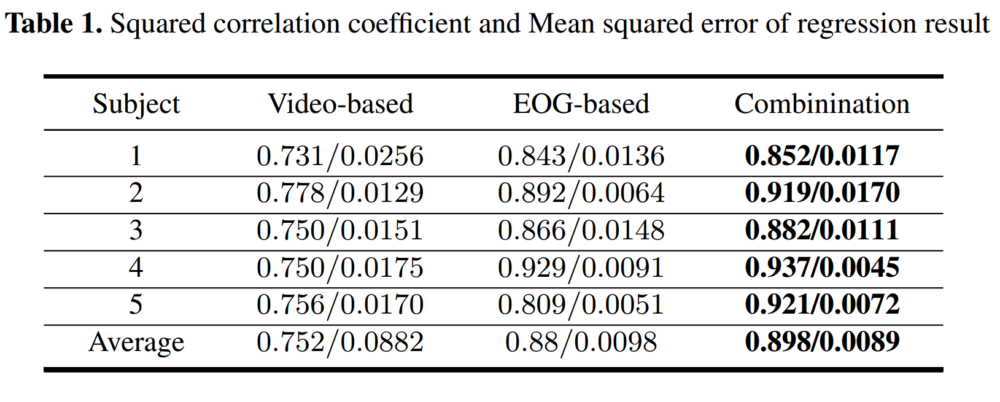 Table 1. Squared correlation coefficient and Mean squared error of regression result
Subject Video-based EOG-based Combinination
1 0.731/0.0256 0.843/0.0136 0.852/0.0117
2 0.778/0.0129 0.892/0.0064 0.919/0.0170
3 0.750/0.0151 0.866/0.0148 0.882/0.0111
4 0.750/0.0175 0.929/0.0091 0.937/0.0045
5 0.756/0.0170 0.809/0.0051 0.921/0.0072
Average 0.752/0.0882 0.88/0.0098 0.898/0.0089